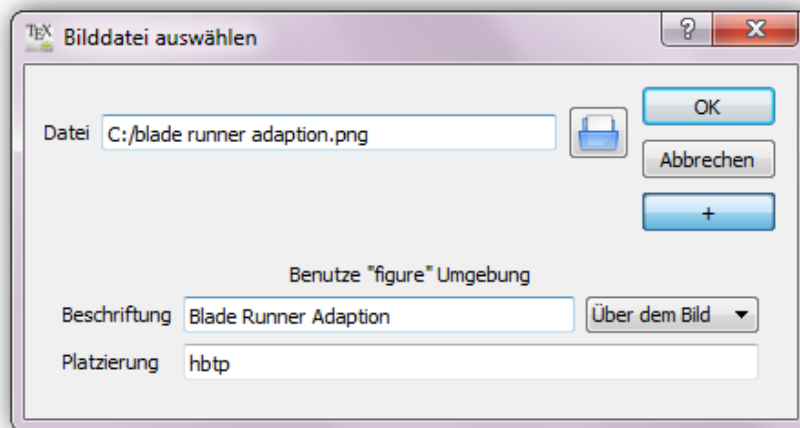 TEX Bilddatei auswählen
? X
OK
Datei C:/blade runner adaption.png
Abbrechen
+
Benutze "figure" Umgebung
Beschriftung Blade Runner Adaption Über dem Bild
Platzierung hbtp